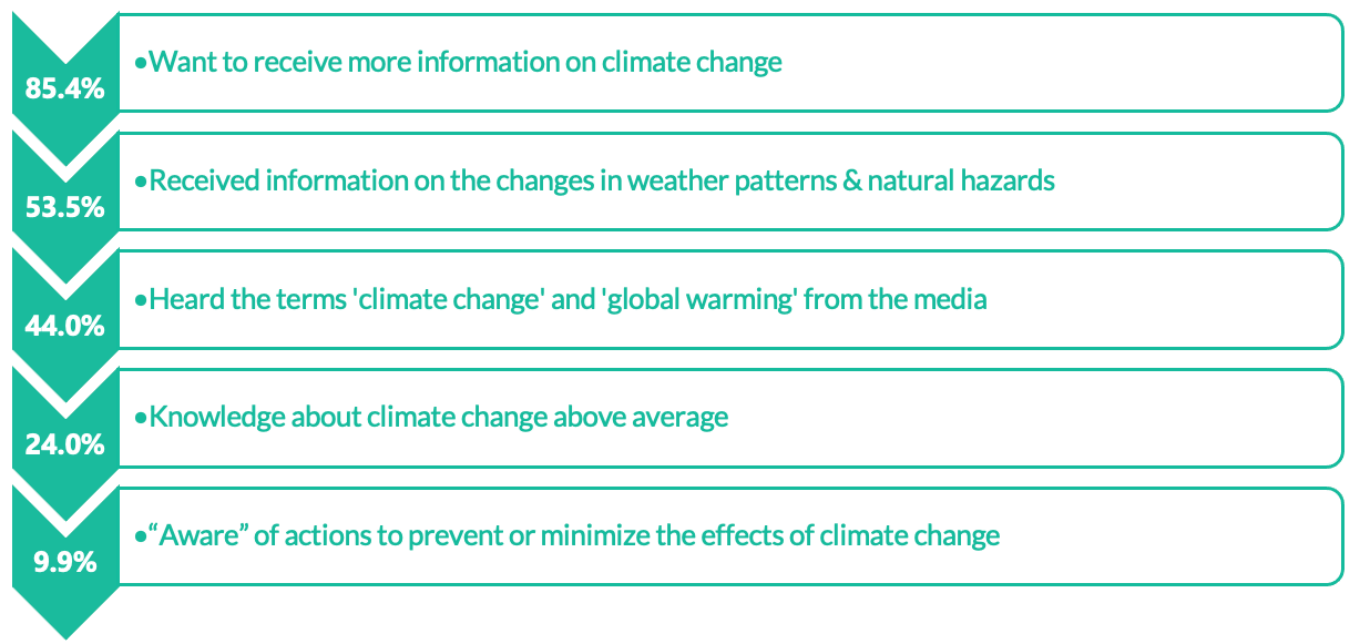 85.4%
•Want to receive more information on climate change
53.5%
•Received information on the changes in weather patterns & natural hazards
44.0%
•Heard the terms 'climate change' and 'global warming' from the media
24.0%
•Knowledge about climate change above average
9.9%
•“Aware” of actions to prevent or minimize the effects of climate change